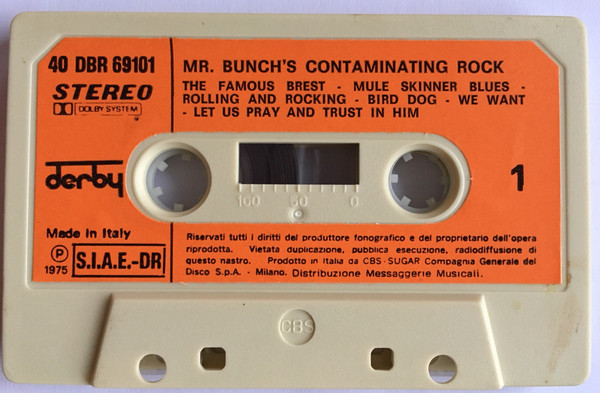 40 DBR 69101
STEREO
DOLBY SYSTEM
derby
Made in Italy
P
1975
S.I.A.E.-DR
MR. BUNCH'S CONTAMINATING ROCK
THE FAMOUS BREST - MULE SKINNER BLUES -
ROLLING AND ROCKING - BIRD DOG - WE WANT
- LET US PRAY AND TRUST IN HIM
100 50 0
1
Riservati tutti i diritti del produttore fonografico e del proprietario dell'opera
riprodotta. Vietata duplicazione, pubblica esecuzione, radiodiffusione di
questo nastro. Prodotto in Italia da CBS-SUGAR Compagnia Generale del
Disco S.p.A. - Milano. Distribuzione Messaggerie Musicali.
CBS